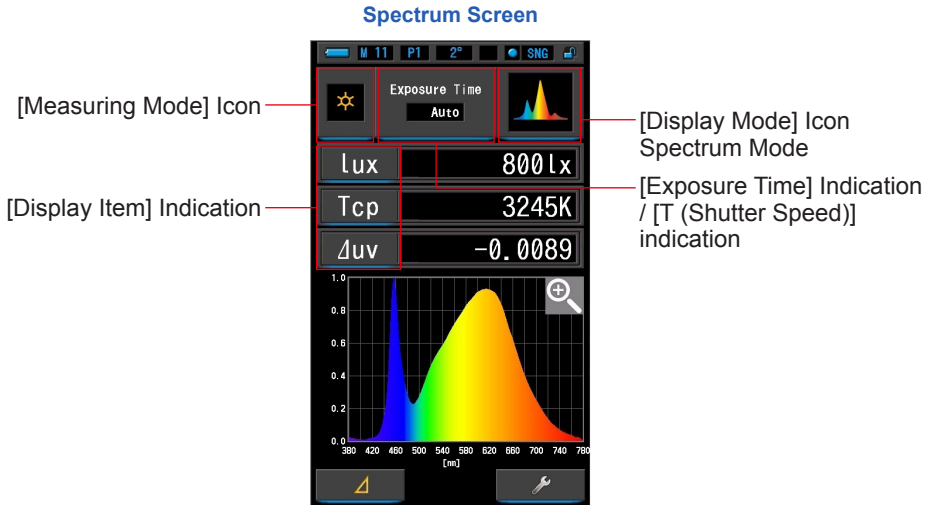 Spectrum Screen
M 11 P1 2° SNG
[Measuring Mode] Icon
Exposure Time
Auto
[Display Mode] Icon
Spectrum Mode
[Exposure Time] Indication
/ [T (Shutter Speed)]
indication
[Display Item] Indication
lux 800lx
Tcp 3245K
⊿uv -0.0089
1.0
0.8
0.6
0.4
0.2
0.0
380 420 460 500 540 580 620 660 700 740 780
[nm]
⊿